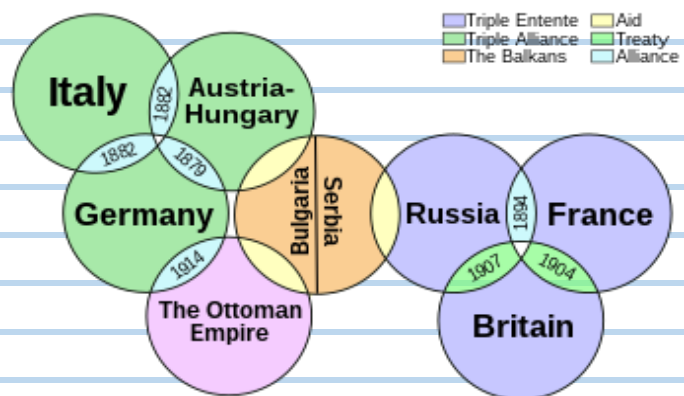 Triple Entente
Aid
Triple Alliance
Treaty
The Balkans
Alliance
Italy
1882
Austria-
Hungary
1882
1879
Germany
Bulgaria
Serbia
Russia
1894
France
1914
1907
1904
The Ottoman
Empire
Britain